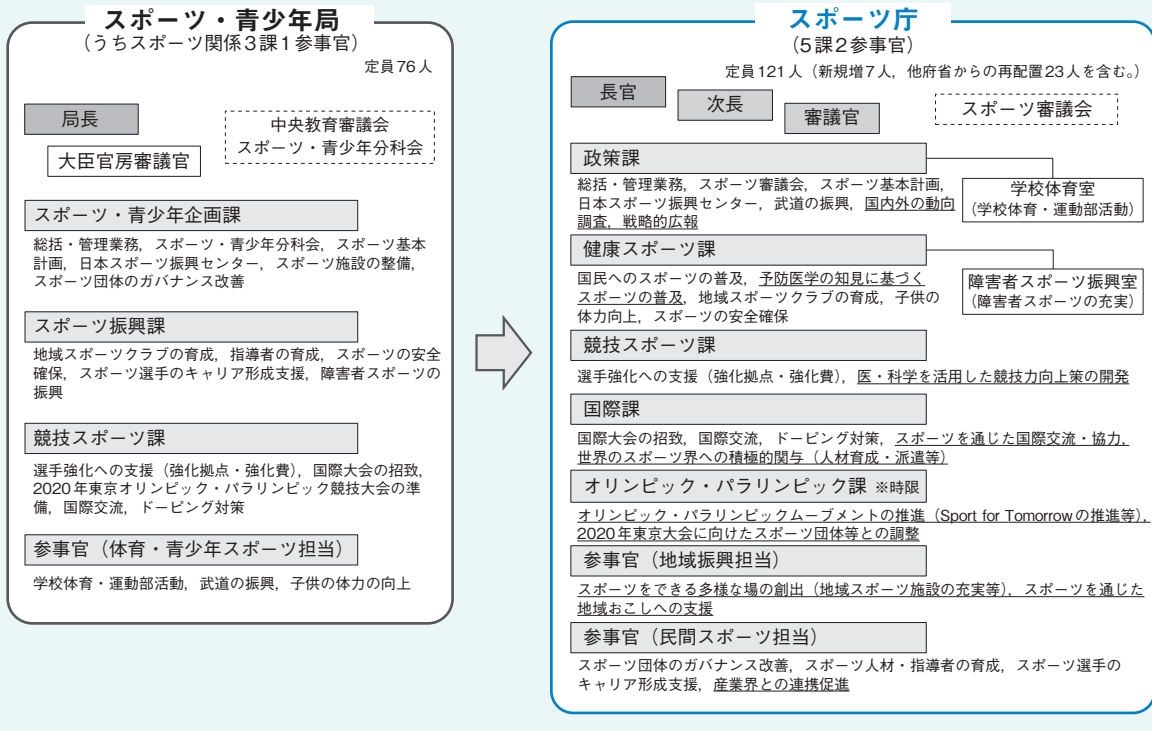 スポーツ・青少年局
(うちスポーツ関係3課1参事官)
定員76人
局長
大臣官房審議官
中央教育審議会
スポーツ・青少年分科会
スポーツ・青少年企画課
総括・管理業務,スポーツ・青少年分科会,スポーツ基本
計画,日本スポーツ振興センター,スポーツ施設の整備,
スポーツ団体のガバナンス改善
スポーツ振興課
地域スポーツクラブの育成,指導者の育成,スポーツの安全
確保,スポーツ選手のキャリア形成支援,障害者スポーツの
振興
競技スポーツ課
選手強化への支援(強化拠点・強化費),国際大会の招致,
2020年東京オリンピック・パラリンピック競技大会の準
備,国際交流,ドーピング対策
参事官(体育・青少年スポーツ担当)
学校体育・運動部活動,武道の振興,子供の体力の向上
スポーツ庁
(5課2参事官)
定員121人(新規増7人,他府省からの再配置23人を含む。)
長官
次長
審議官
スポーツ審議会
政策課
総括・管理業務,スポーツ審議会,スポーツ基本計画,
日本スポーツ振興センター,武道の振興,国内外の動向
調査,戦略的広報
学校体育室
(学校体育・運動部活動)
健康スポーツ課
国民へのスポーツの普及,予防医学の知見に基づく
スポーツの普及,地域スポーツクラブの育成,子供の
体力向上,スポーツの安全確保
障害者スポーツ振興室
(障害者スポーツの充実)
競技スポーツ課
選手強化への支援(強化拠点・強化費),医・科学を活用した競技力向上策の開発
国際課
国際大会の招致,国際交流,ドーピング対策,スポーツを通じた国際交流・協力,
世界のスポーツ界への積極的関与(人材育成・派遣等)
オリンピック・パラリンピック課 ※時限
オリンピック・パラリンピックムーブメントの推進(Sport for Tomorrowの推進等),
2020年東京大会に向けたスポーツ団体等との調整
参事官(地域振興担当)
スポーツをできる多様な場の創出(地域スポーツ施設の充実等),スポーツを通じた
地域おこしへの支援
参事官(民間スポーツ担当)
スポーツ団体のガバナンス改善,スポーツ人材・指導者の育成,スポーツ選手の
キャリア形成支援,産業界との連携促進